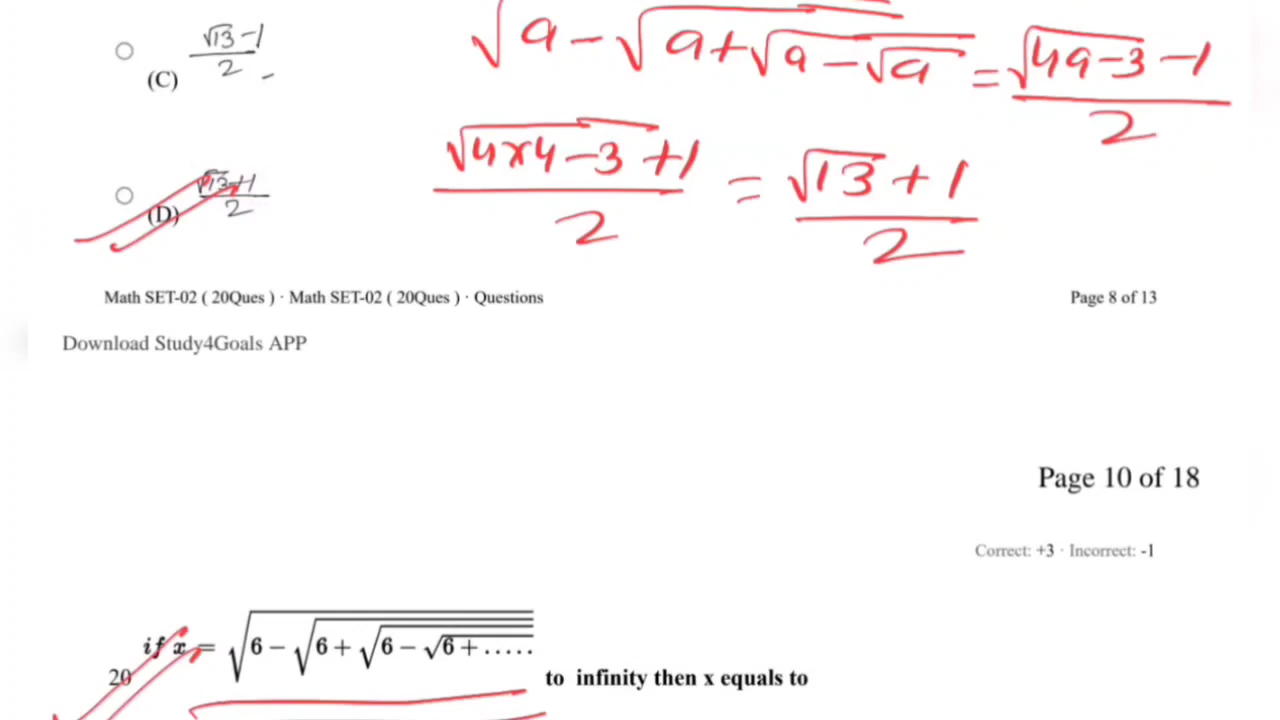 (C) (√13 - 1)/2
√(a - √(a + √(a - √a = (√(4a - 3) - 1)/2
(√(4×4 - 3) + 1)/2 = (√13 + 1)/2
(D) (√13 + 1)/2
Math SET-02 ( 20Ques ) · Math SET-02 ( 20Ques ) · Questions Page 8 of 13
Download Study4Goals APP
Page 10 of 18
Correct: +3 · Incorrect: -1
20 if x = √(6 - √(6 + √(6 - √(6 + ..... to infinity then x equals to